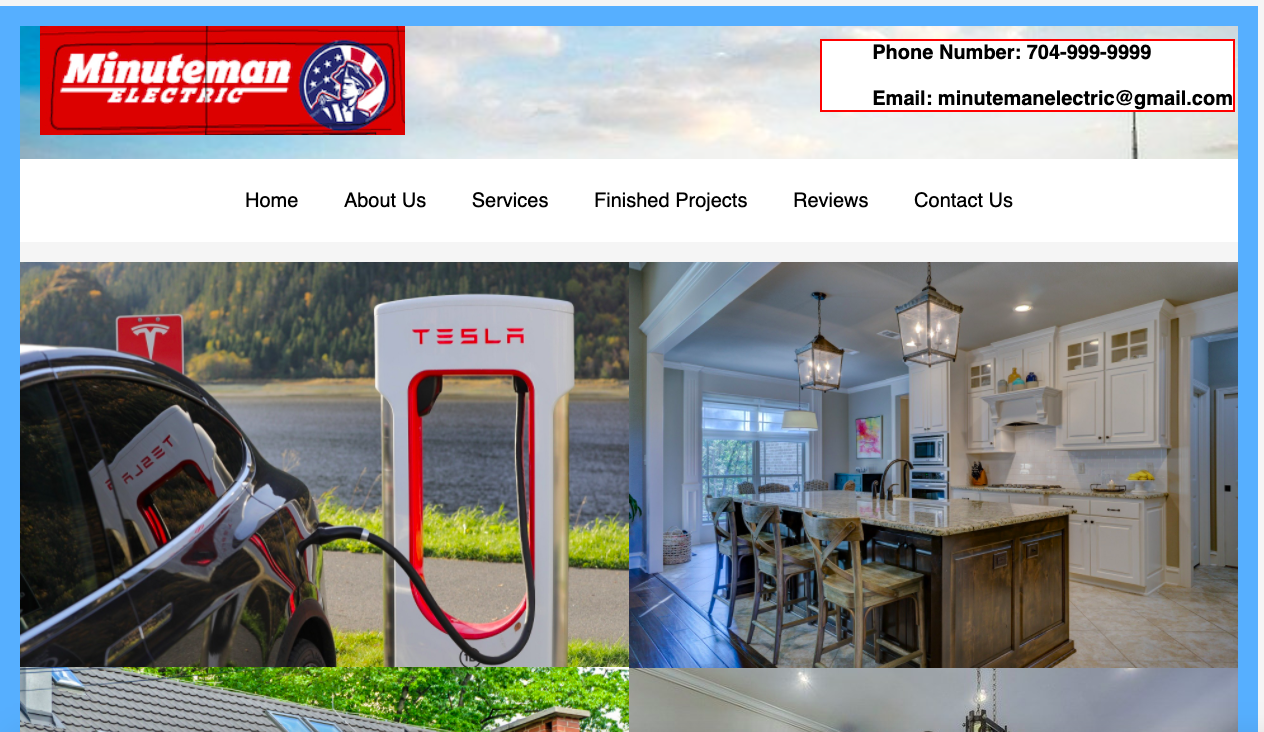 Minuteman
ELECTRIC
Phone Number: 704-999-9999
Email: minutemanelectric@gmail.com
Home About Us Services Finished Projects Reviews Contact Us
TESLA
TESLA